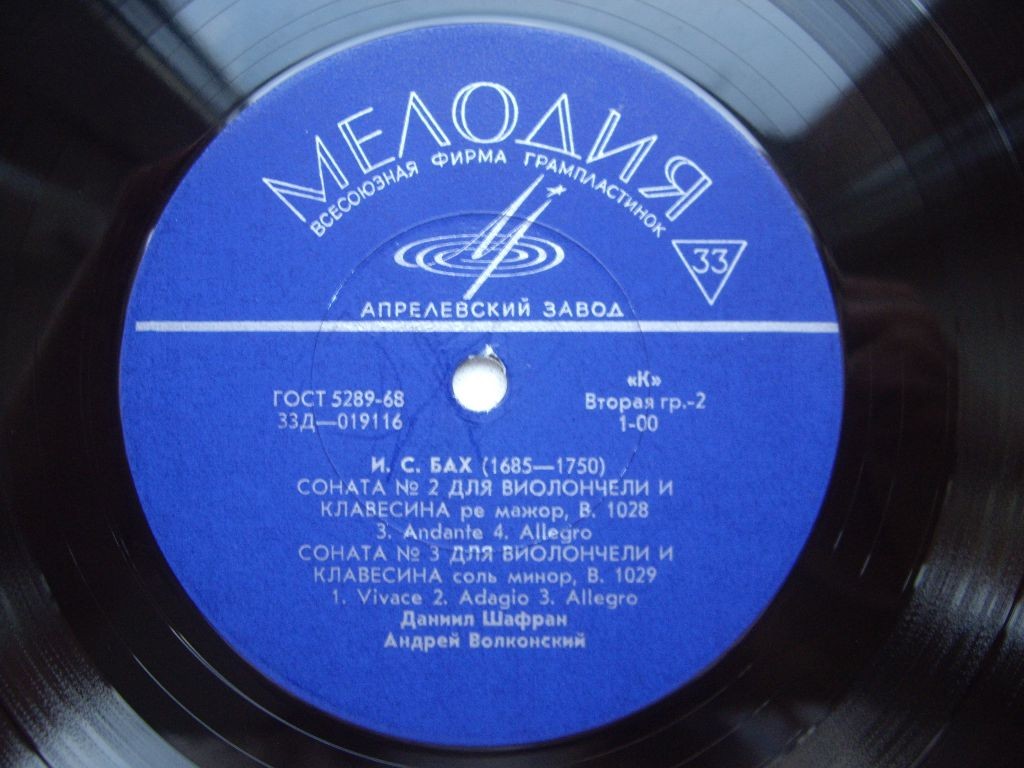 МЕЛОДИЯ
ВСЕСОЮЗНАЯ ФИРМА ГРАМПЛАСТИНОК
33
АПРЕЛЕВСКИЙ ЗАВОД
ГОСТ 5289-68
33Д—019116
«К»
Вторая гр.-2
1-00
И. С. БАХ (1685—1750)
СОНАТА № 2 ДЛЯ ВИОЛОНЧЕЛИ И
КЛАВЕСИНА ре мажор, В. 1028
3. Andante 4. Allegro
СОНАТА № 3 ДЛЯ ВИОЛОНЧЕЛИ И
КЛАВЕСИНА соль минор, В. 1029
1. Vivace 2. Adagio 3. Allegro
Даниил Шафран
Андрей Волконский